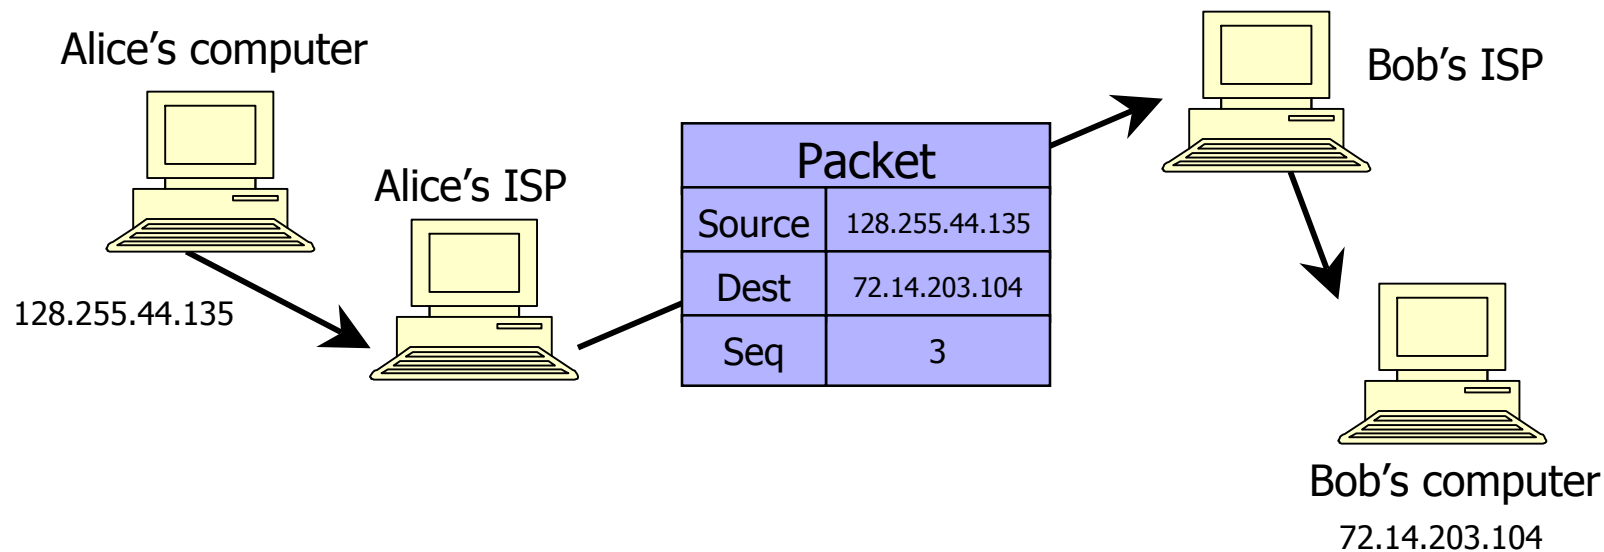 Alice’s computer
128.255.44.135
Alice’s ISP
Packet
Source 128.255.44.135
Dest 72.14.203.104
Seq 3
Bob’s ISP
Bob’s computer
72.14.203.104